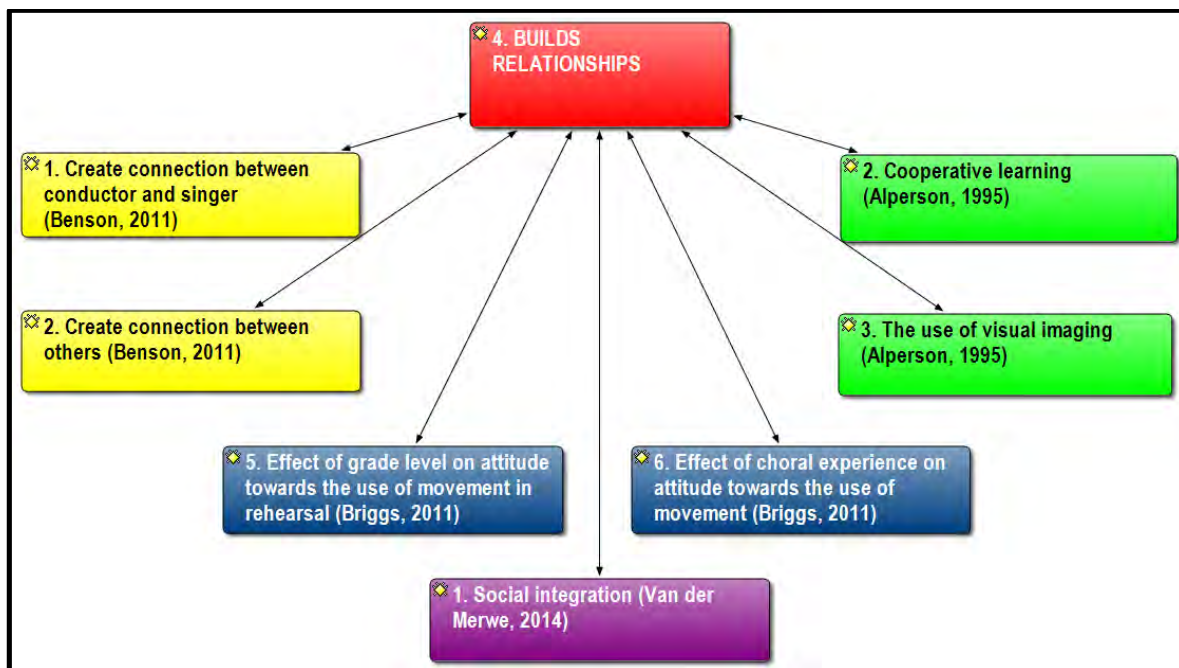 4. BUILDS
RELATIONSHIPS
1. Create connection between
conductor and singer
(Benson, 2011)
2. Cooperative learning
(Alperson, 1995)
2. Create connection between
others (Benson, 2011)
3. The use of visual imaging
(Alperson, 1995)
5. Effect of grade level on attitude
towards the use of movement in
rehearsal (Briggs, 2011)
6. Effect of choral experience on
attitude towards the use of
movement (Briggs, 2011)
1. Social integration (Van der
Merwe, 2014)